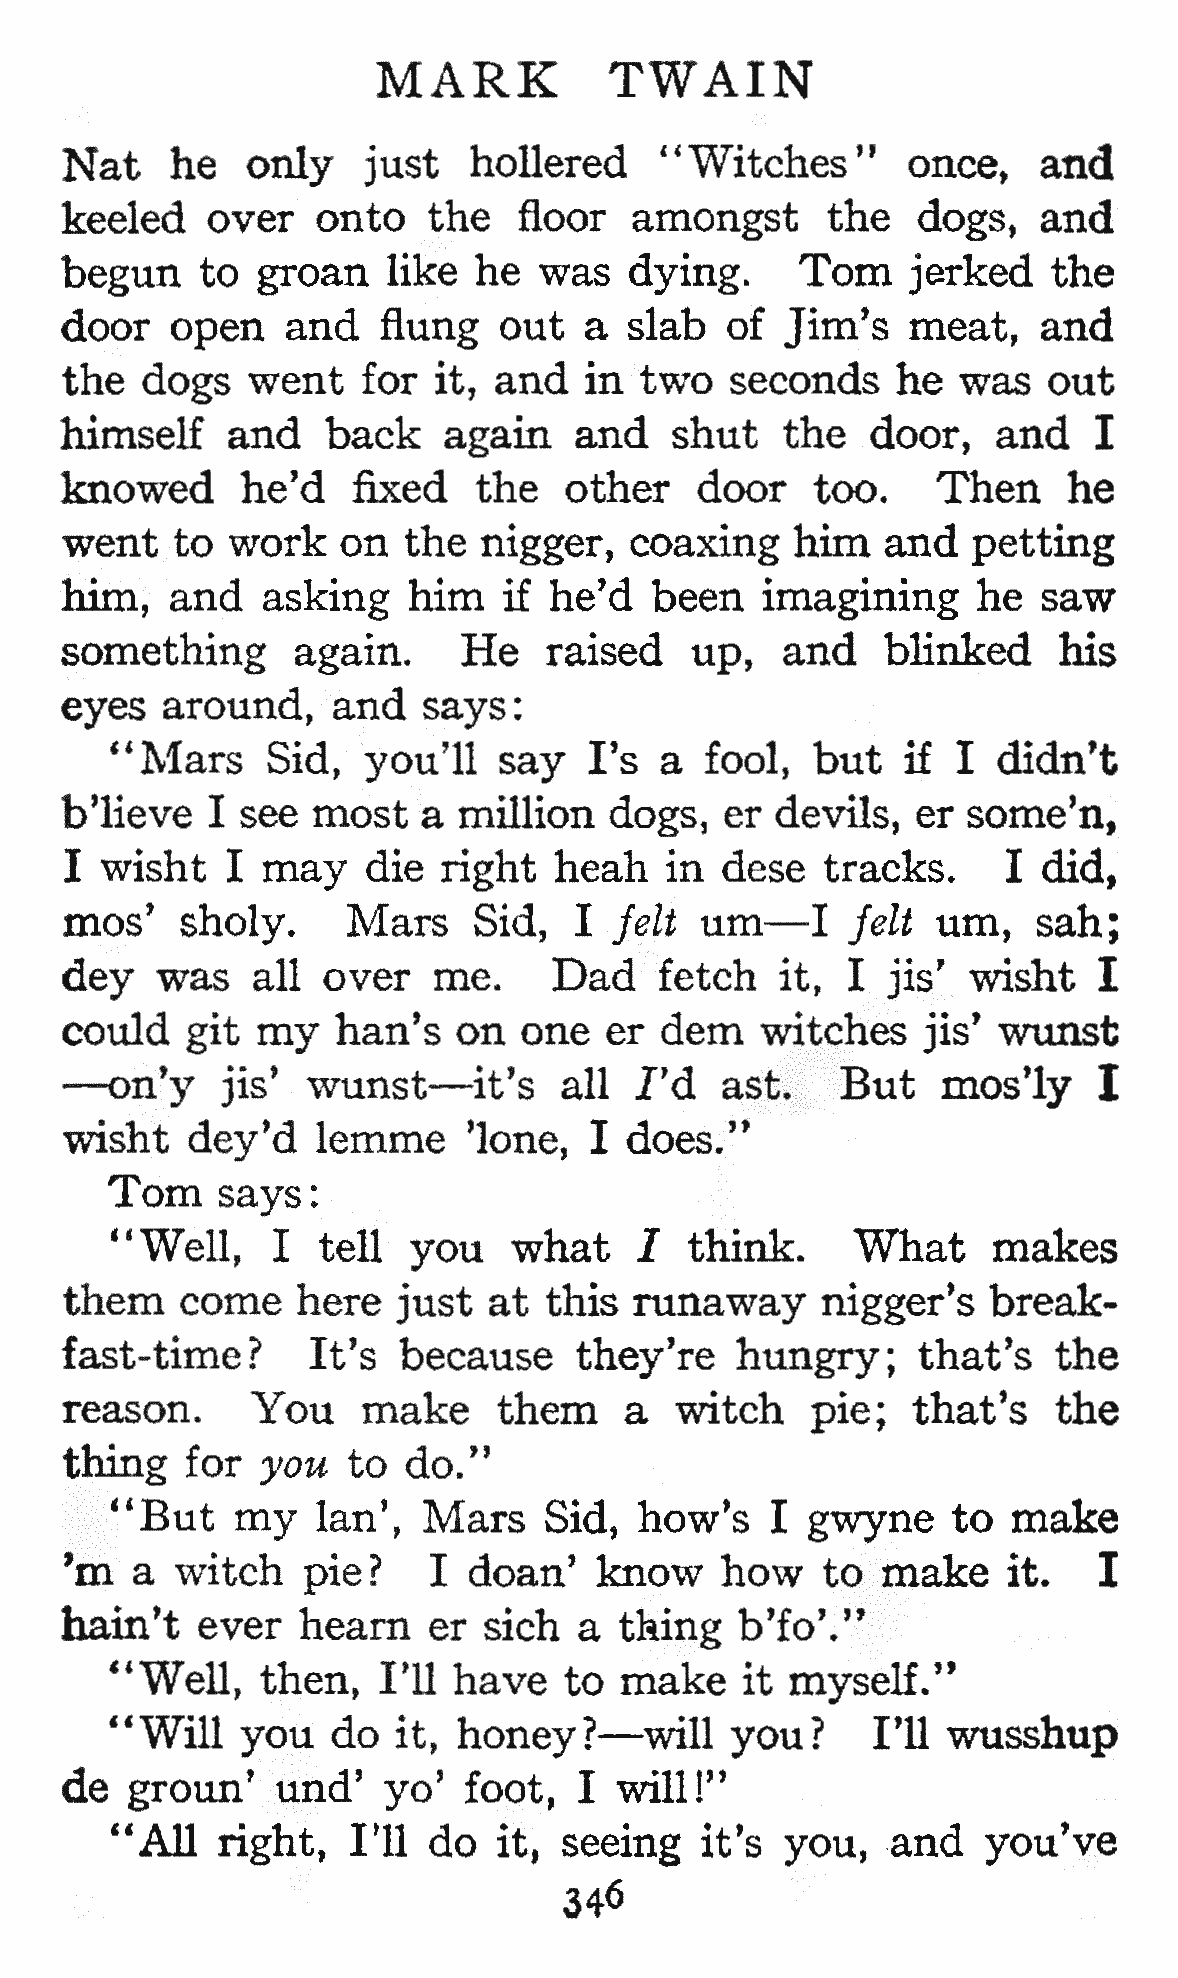 MARK TWAIN
Nat he only just hollered “Witches” once, and
keeled over onto the floor amongst the dogs, and
begun to groan like he was dying. Tom jerked the
door open and flung out a slab of Jim’s meat, and
the dogs went for it, and in two seconds he was out
himself and back again and shut the door, and I
knowed he’d fixed the other door too. Then he
went to work on the nigger, coaxing him and petting
him, and asking him if he’d been imagining he saw
something again. He raised up, and blinked his
eyes around, and says:
“Mars Sid, you’ll say I’s a fool, but if I didn’t
b’lieve I see most a million dogs, er devils, er some’n,
I wisht I may die right heah in dese tracks. I did,
mos’ sholy. Mars Sid, I felt um—I felt um, sah;
dey was all over me. Dad fetch it, I jis’ wisht I
could git my han’s on one er dem witches jis’ wunst
—on’y jis’ wunst—it’s all I’d ast. But mos’ly I
wisht dey’d lemme ’lone, I does.”
Tom says:
“Well, I tell you what I think. What makes
them come here just at this runaway nigger’s break-
fast-time? It’s because they’re hungry; that’s the
reason. You make them a witch pie; that’s the
thing for you to do.”
“But my lan’, Mars Sid, how’s I gwyne to make
’m a witch pie? I doan’ know how to make it. I
hain’t ever hearn er sich a thing b’fo’.”
“Well, then, I’ll have to make it myself.”
“Will you do it, honey?—will you? I’ll wusshup
de groun’ und’ yo’ foot, I will!”
“All right, I’ll do it, seeing it’s you, and you’ve
346